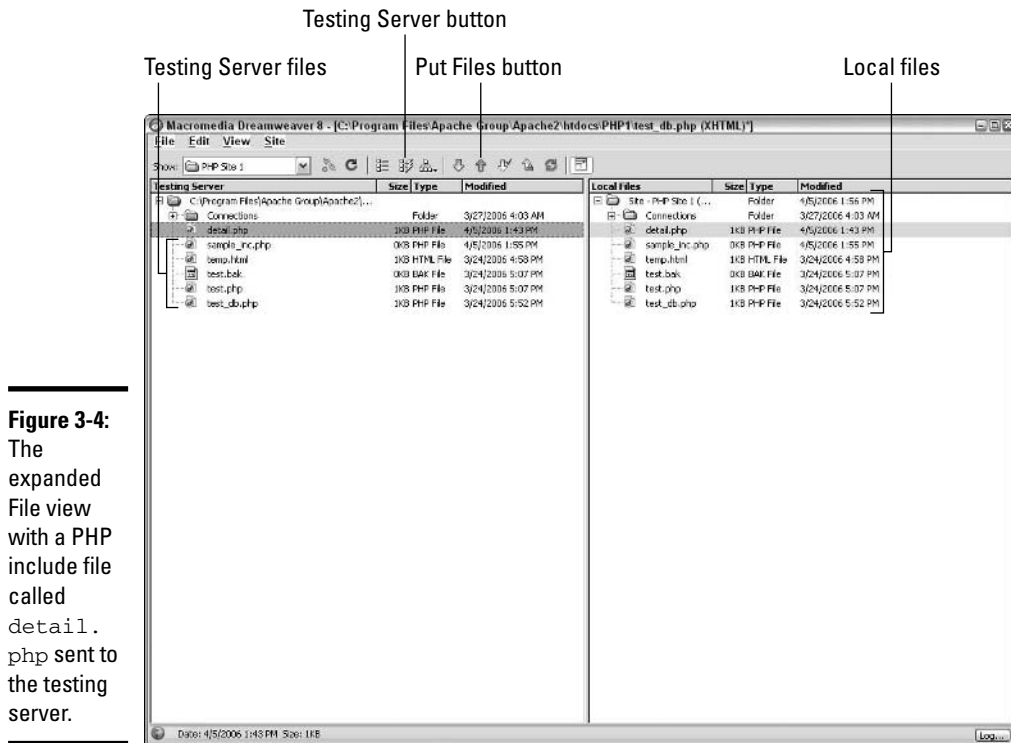 Testing Server button
Testing Server files
Put Files button
Local files
Macromedia Dreamweaver 8 - [C:\Program Files\Apache Group\Apache2\htdocs\PHP1\test_db.php (XHTML)*]
File Edit View Site
Show: PHP Site 1
Testing Server Size Type Modified
C:\Program Files\Apache Group\Apache2\...
Connections Folder 3/27/2006 4:03 AM
detail.php 1KB PHP File 4/5/2006 1:43 PM
sample_inc.php 0KB PHP File 4/5/2006 1:55 PM
temp.html 1KB HTML File 3/24/2006 4:58 PM
test.bak 0KB BAK File 3/24/2006 5:07 PM
test.php 1KB PHP File 3/24/2006 5:07 PM
test_db.php 1KB PHP File 3/24/2006 5:52 PM
Local Files Size Type Modified
Site - PHP Site 1 (... Folder 4/5/2006 1:56 PM
Connections Folder 3/27/2006 4:03 AM
detail.php 1KB PHP File 4/5/2006 1:43 PM
sample_inc.php 0KB PHP File 4/5/2006 1:55 PM
temp.html 1KB HTML File 3/24/2006 4:58 PM
test.bak 0KB BAK File 3/24/2006 5:07 PM
test.php 1KB PHP File 3/24/2006 5:07 PM
test_db.php 1KB PHP File 3/24/2006 5:52 PM
Date: 4/5/2006 1:43 PM Size: 1KB
Log...
Figure 3-4:
The
expanded
File view
with a PHP
include file
called
detail.
php sent to
the testing
server.